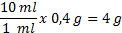 10 ml/1 ml x 0,4 g = 4 g